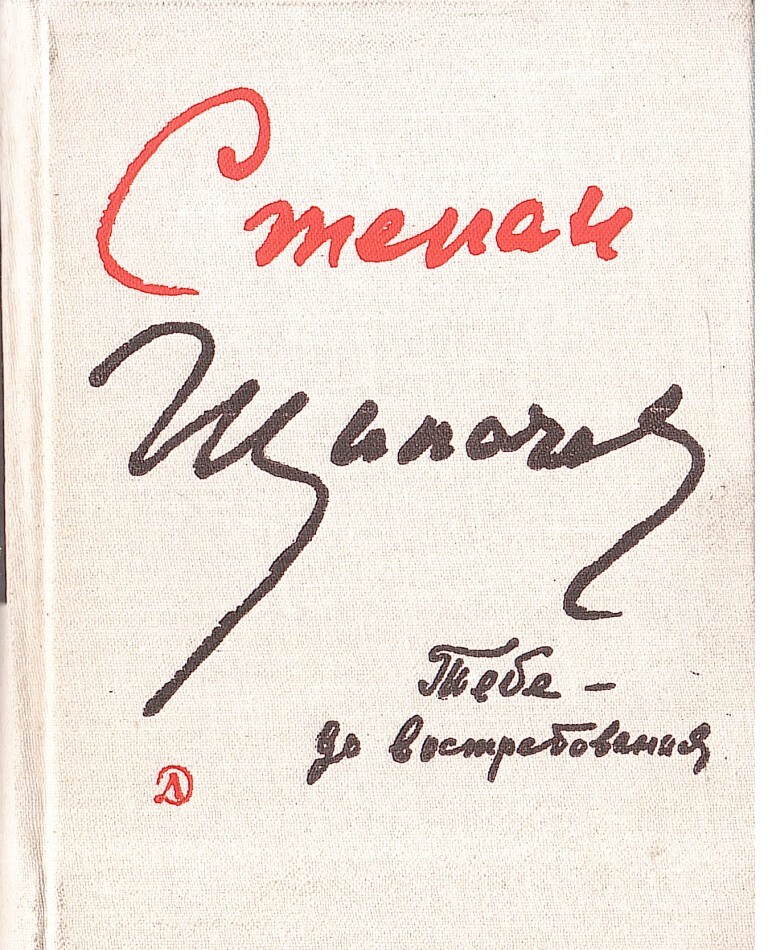 Степан
Щипачев
Тебе –
до востребования
Д